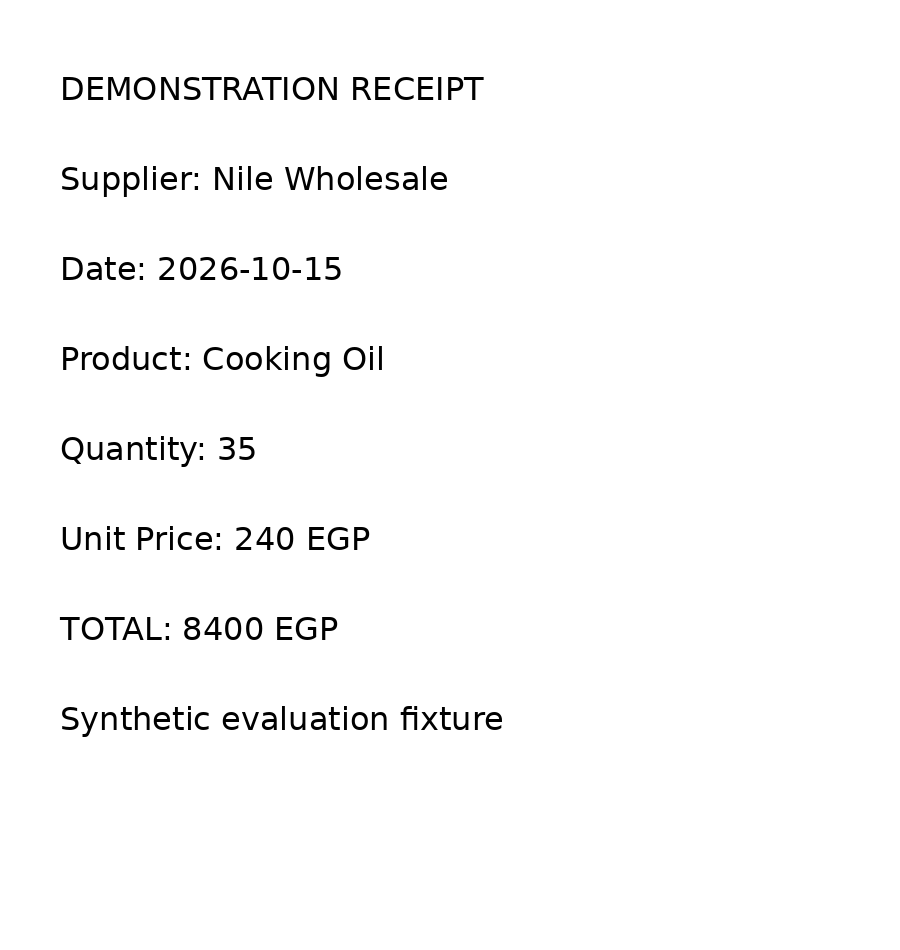 DEMONSTRATION RECEIPT
Supplier: Nile Wholesale
Date: 2026-10-15
Product: Cooking Oil
Quantity: 35
Unit Price: 240 EGP
TOTAL: 8400 EGP
Synthetic evaluation fixture